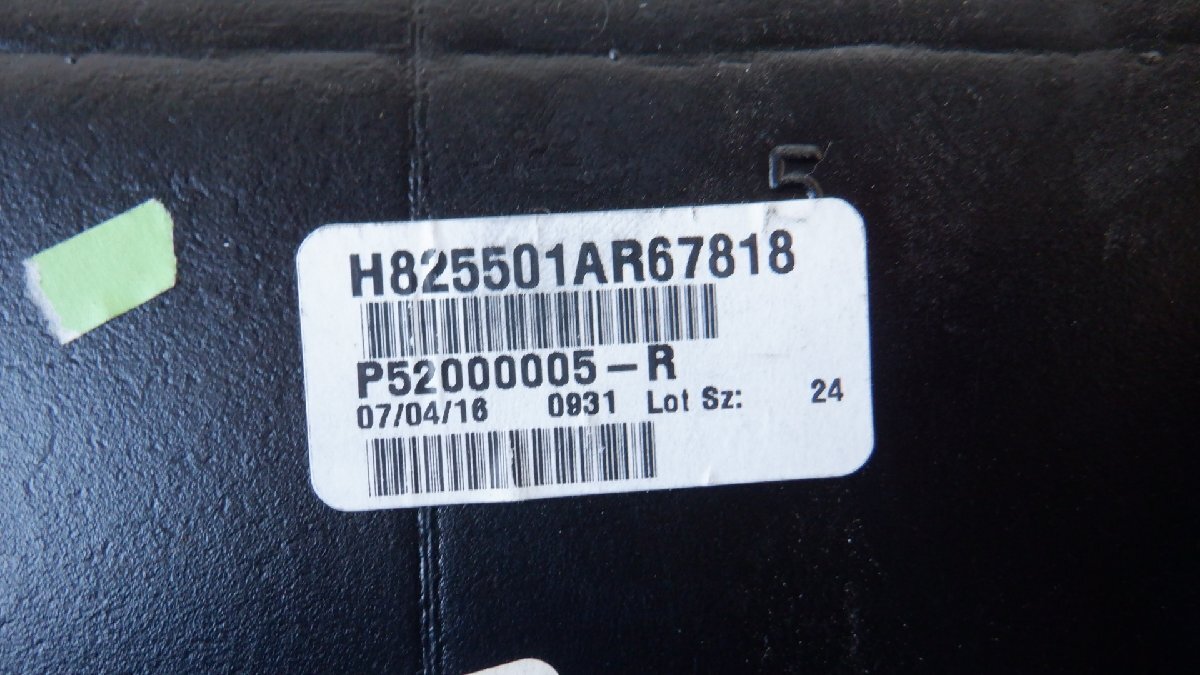 5
H825501AR67818
P52000005-R
07/04/16 0931 Lot Sz: 24